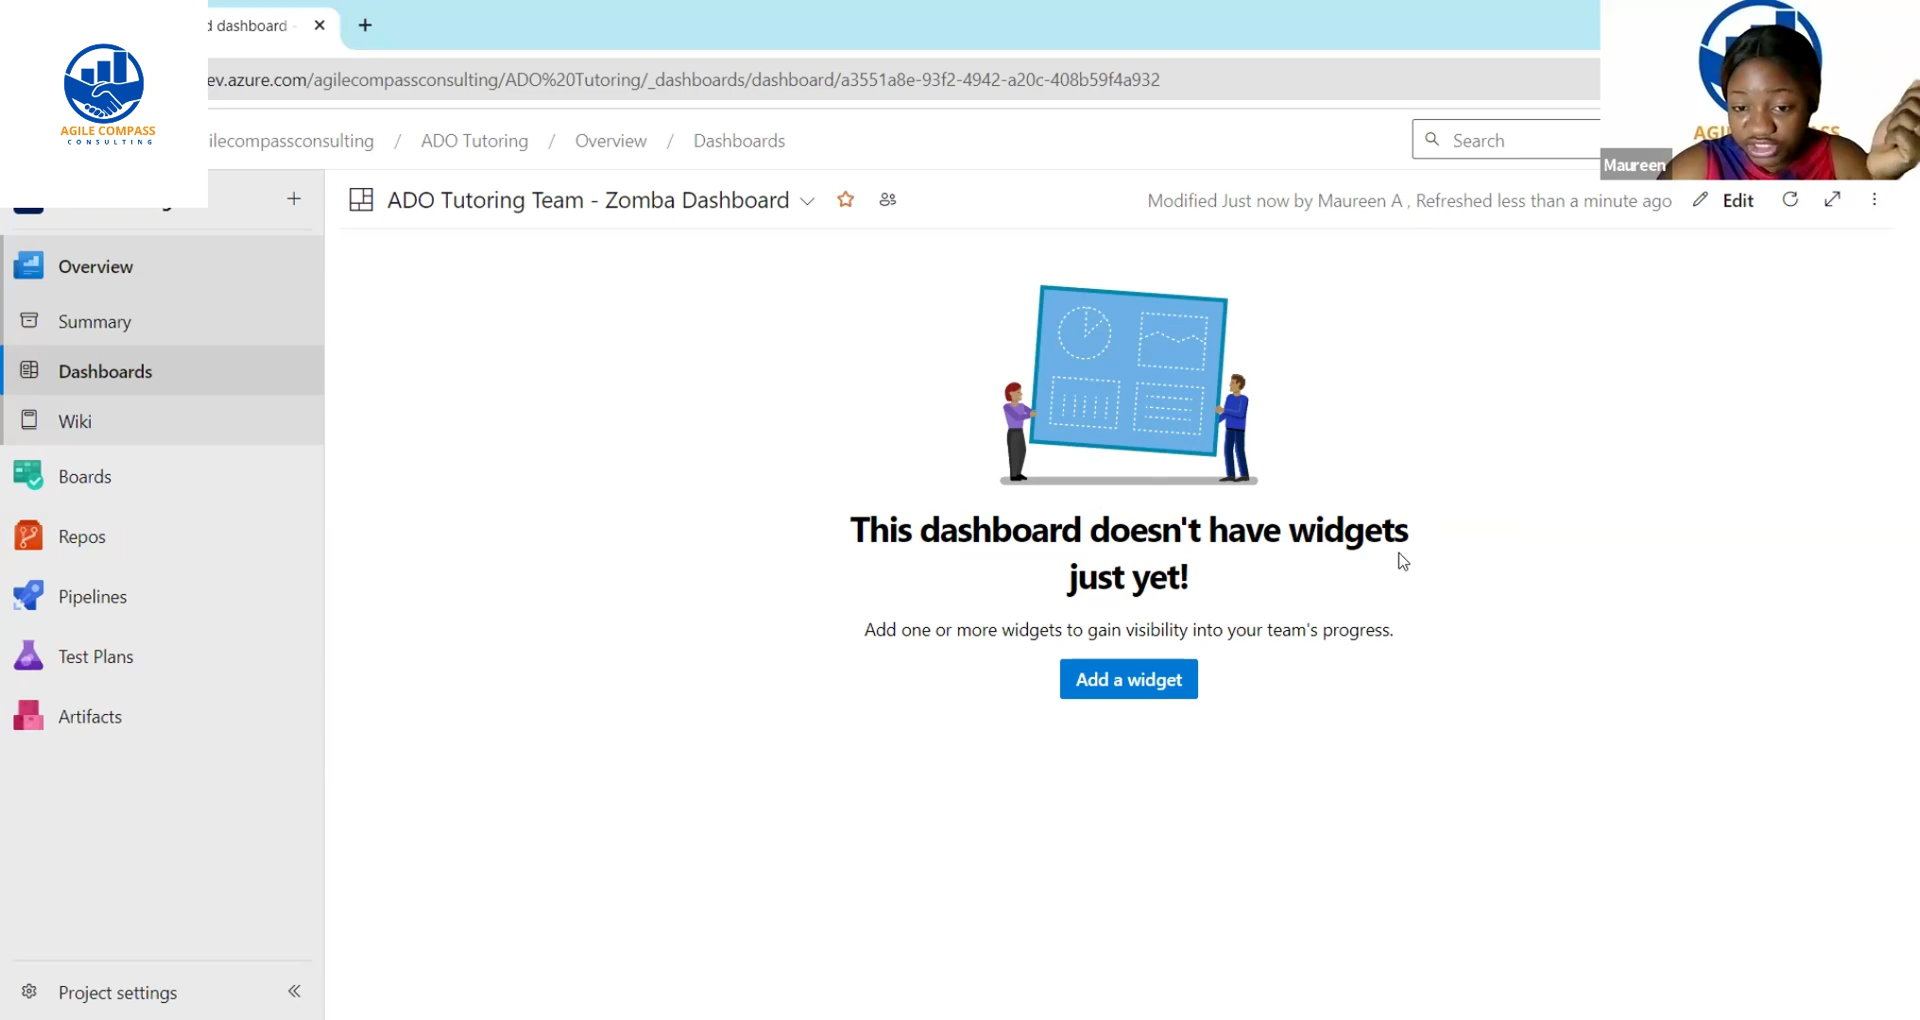 d dashboard -
ev.azure.com/agilecompassconsulting/ADO%20Tutoring/_dashboards/dashboard/a3551a8e-93f2-4942-a20c-408b59f4a932
AGILE COMPASS
CONSULTING
ilecompassconsulting / ADO Tutoring / Overview / Dashboards
Search
Maureen
ADO Tutoring Team - Zomba Dashboard
Modified Just now by Maureen A , Refreshed less than a minute ago
Edit
Overview
Summary
Dashboards
Wiki
Boards
Repos
Pipelines
Test Plans
Artifacts
Project settings
This dashboard doesn't have widgets
just yet!
Add one or more widgets to gain visibility into your team's progress.
Add a widget